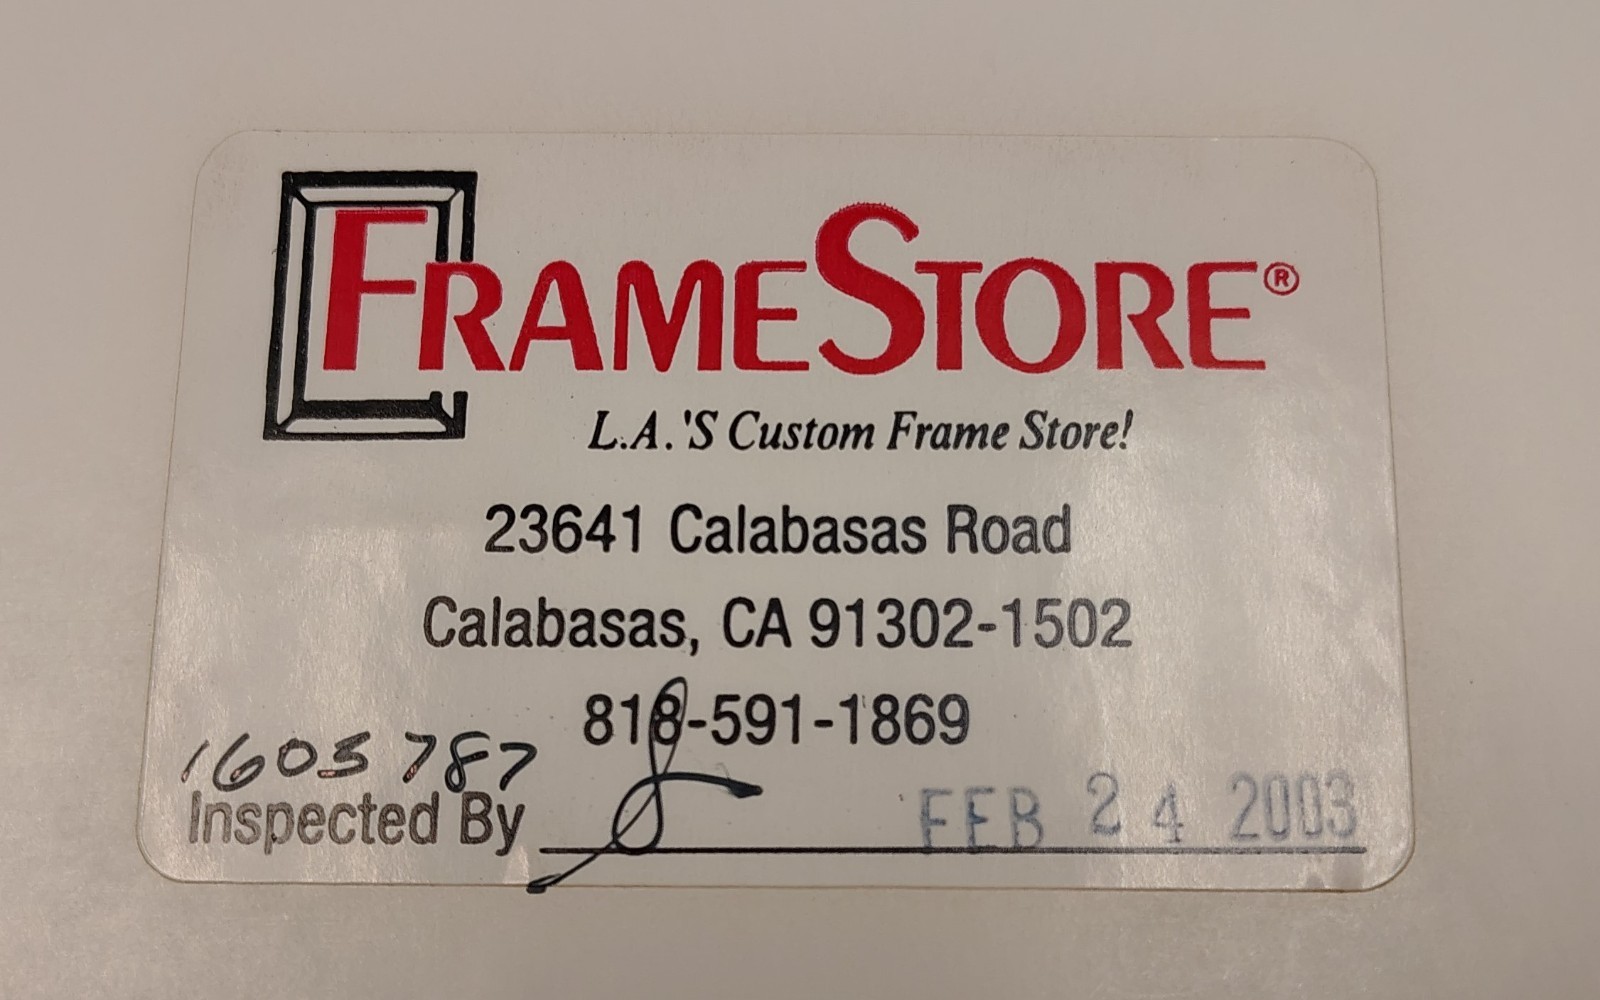 FRAMESTORE®
L.A.'S Custom Frame Store!
23641 Calabasas Road
Calabasas, CA 91302-1502
818-591-1869
1603787
Inspected By FEB 24 2003